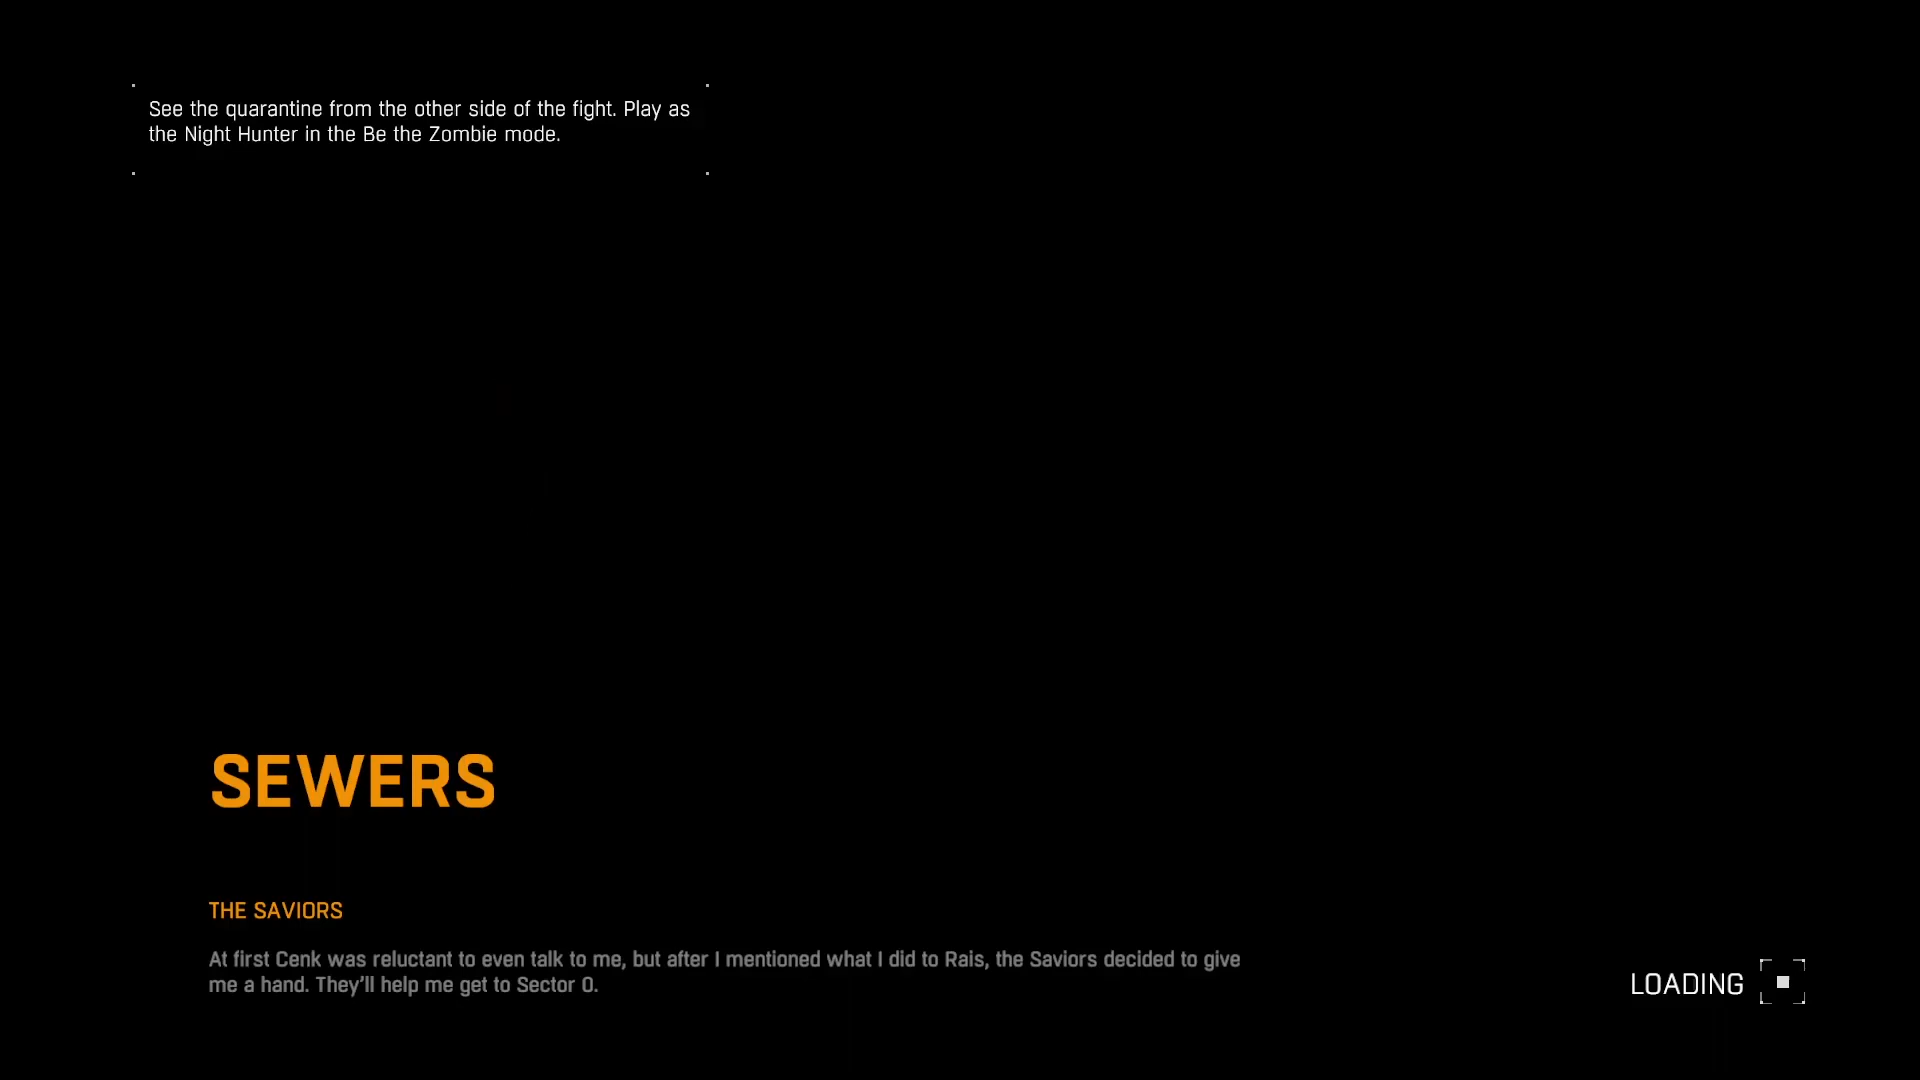 See the quarantine from the other side of the fight. Play as
the Night Hunter in the Be the Zombie mode.
SEWERS
THE SAVIORS
At first Cenk was reluctant to even talk to me, but after I mentioned what I did to Rais, the Saviors decided to give
me a hand. They'll help me get to Sector 0.
LOADING